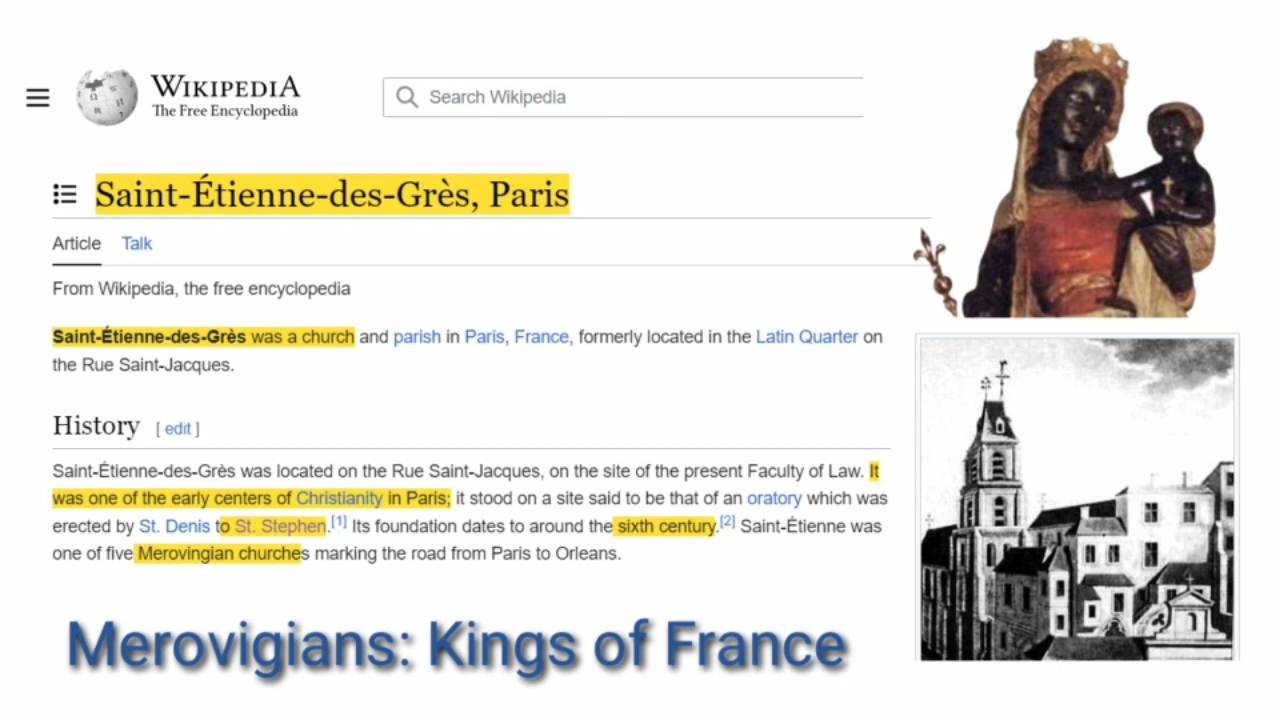 WIKIPEDIA
The Free Encyclopedia
Search Wikipedia
Saint-Étienne-des-Grès, Paris
Article Talk
From Wikipedia, the free encyclopedia
Saint-Étienne-des-Grès was a church and parish in Paris, France, formerly located in the Latin Quarter on
the Rue Saint-Jacques.
History [ edit ]
Saint-Étienne-des-Grès was located on the Rue Saint-Jacques, on the site of the present Faculty of Law. It
was one of the early centers of Christianity in Paris; it stood on a site said to be that of an oratory which was
erected by St. Denis to St. Stephen.[1] Its foundation dates to around the sixth century.[2] Saint-Étienne was
one of five Merovingian churches marking the road from Paris to Orleans.
Merovigians: Kings of France